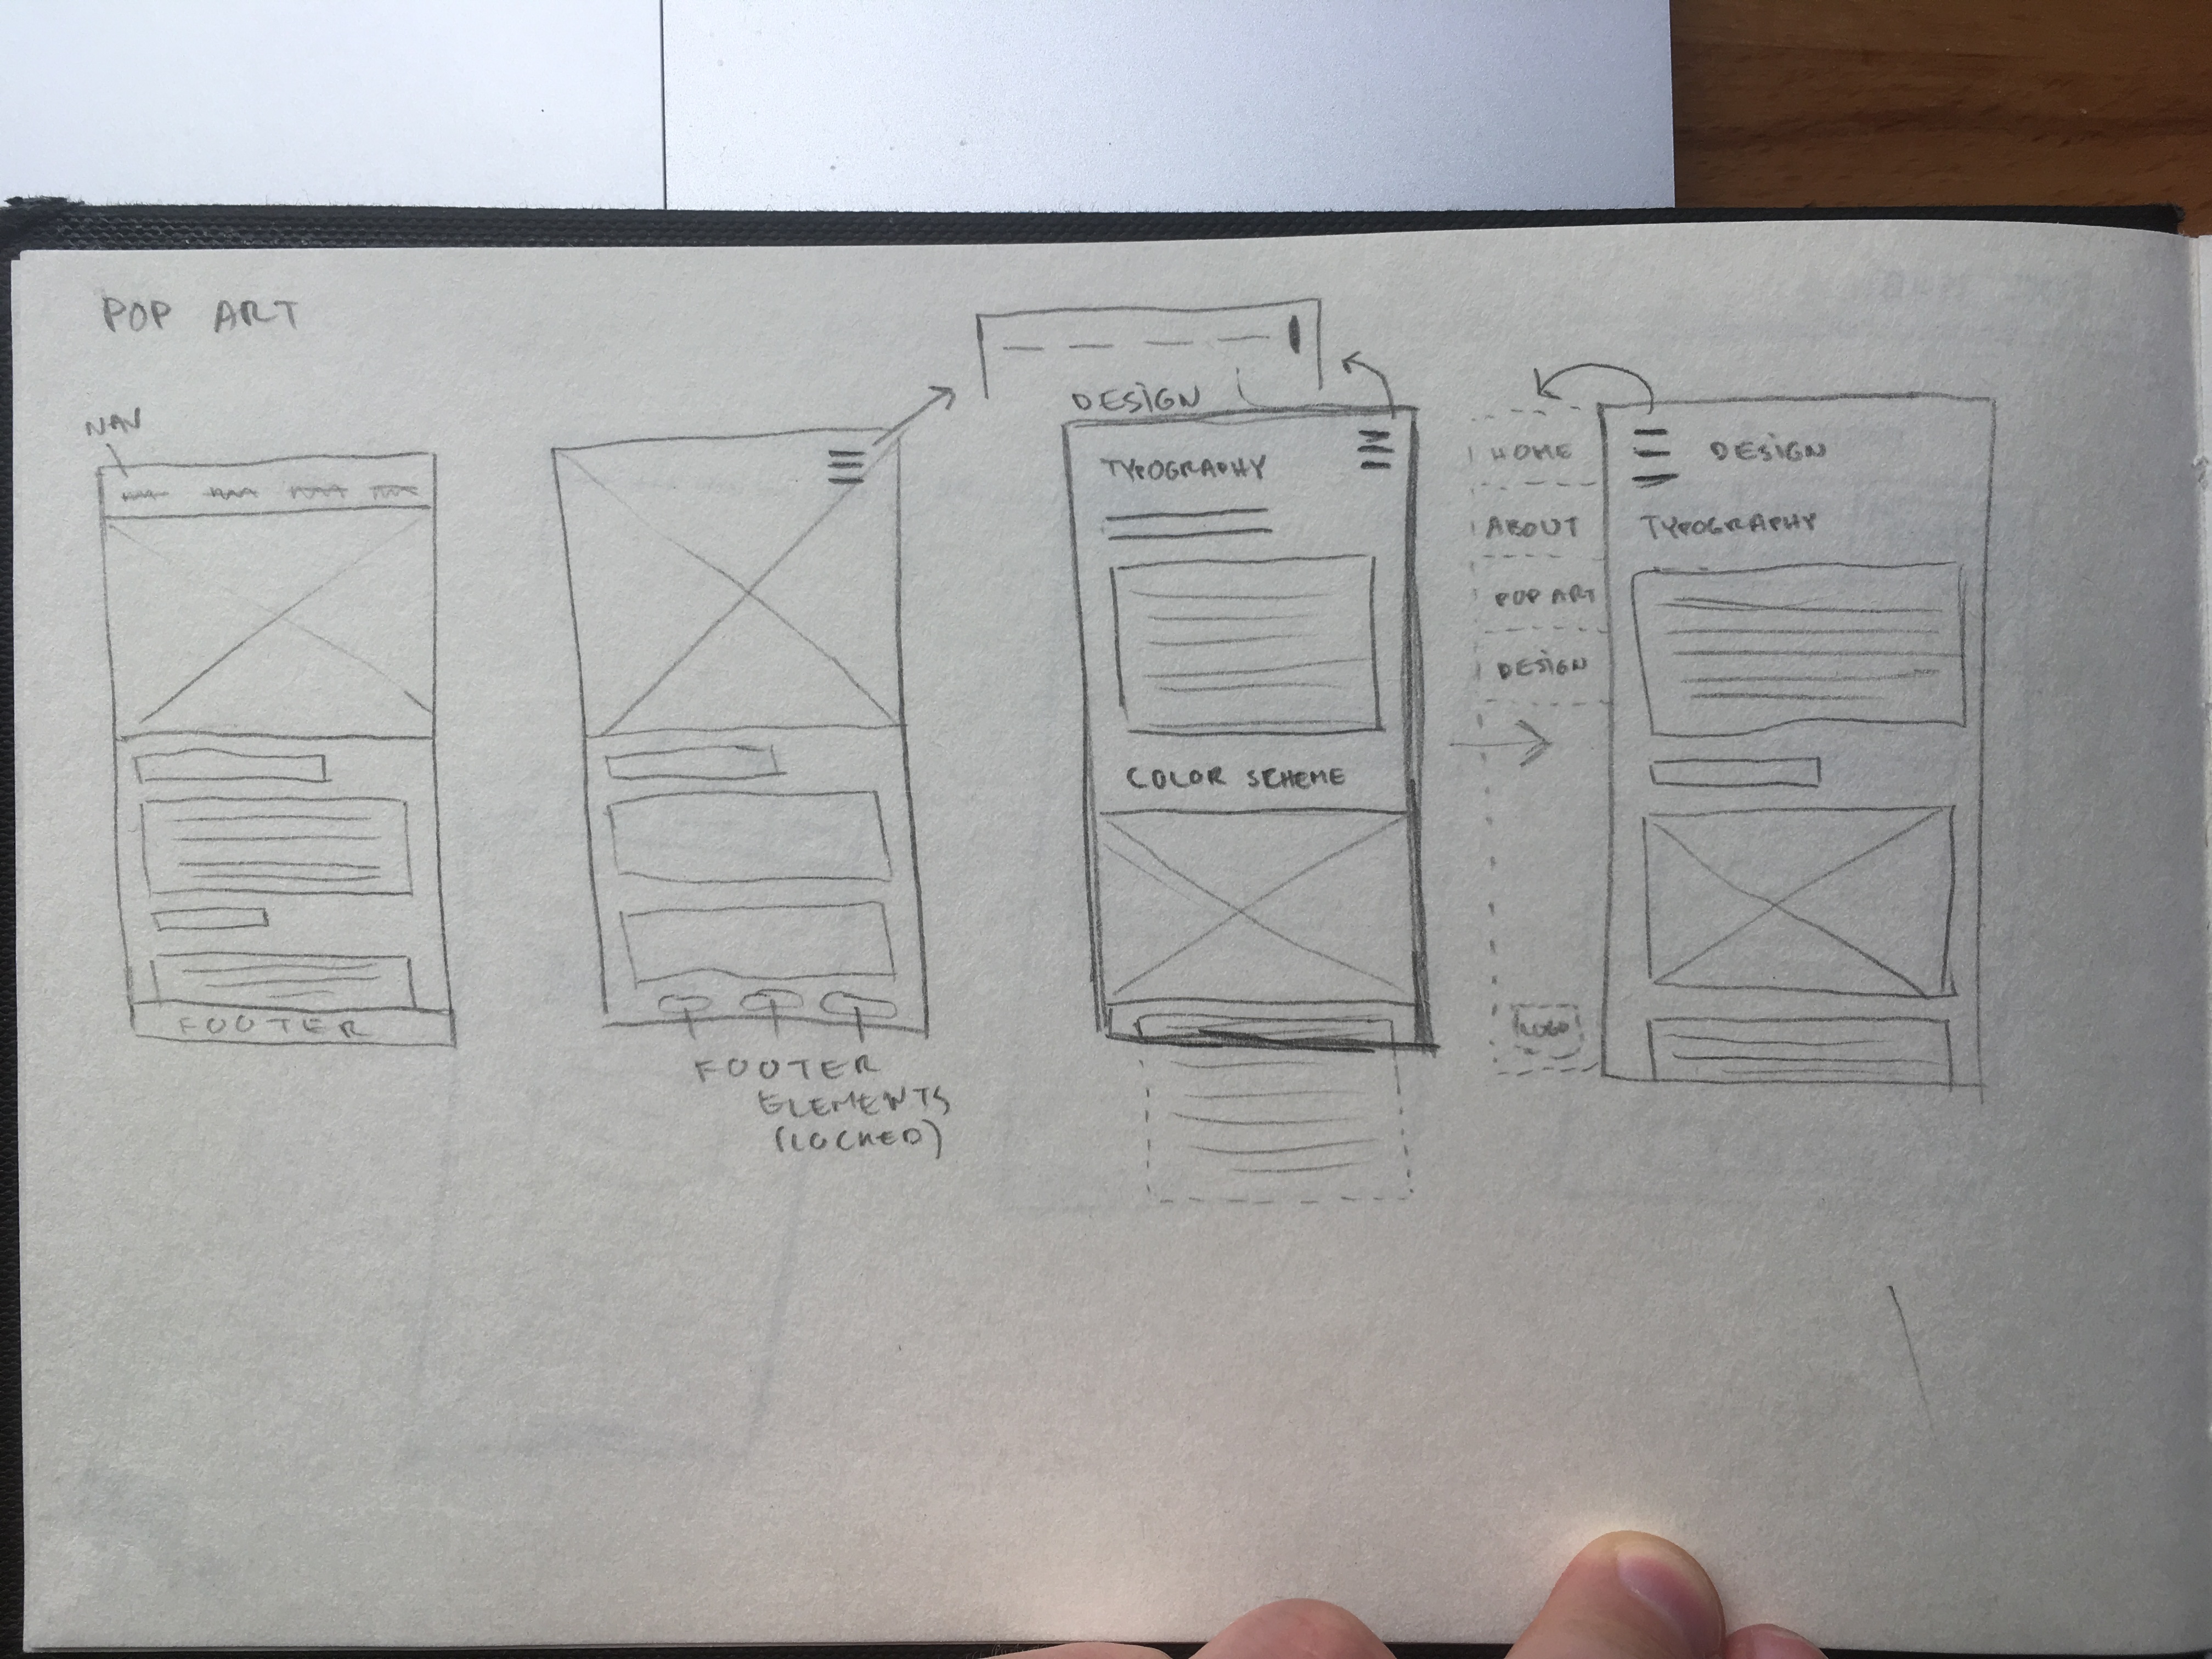 POP ART
NAV
FOOTER
FOOTER
ELEMENTS
(LOCKED)
DESIGN
TYPOGRAPHY
COLOR SCHEME
HOME
ABOUT
POP ART
DESIGN
LOGO
DESIGN
TYPOGRAPHY